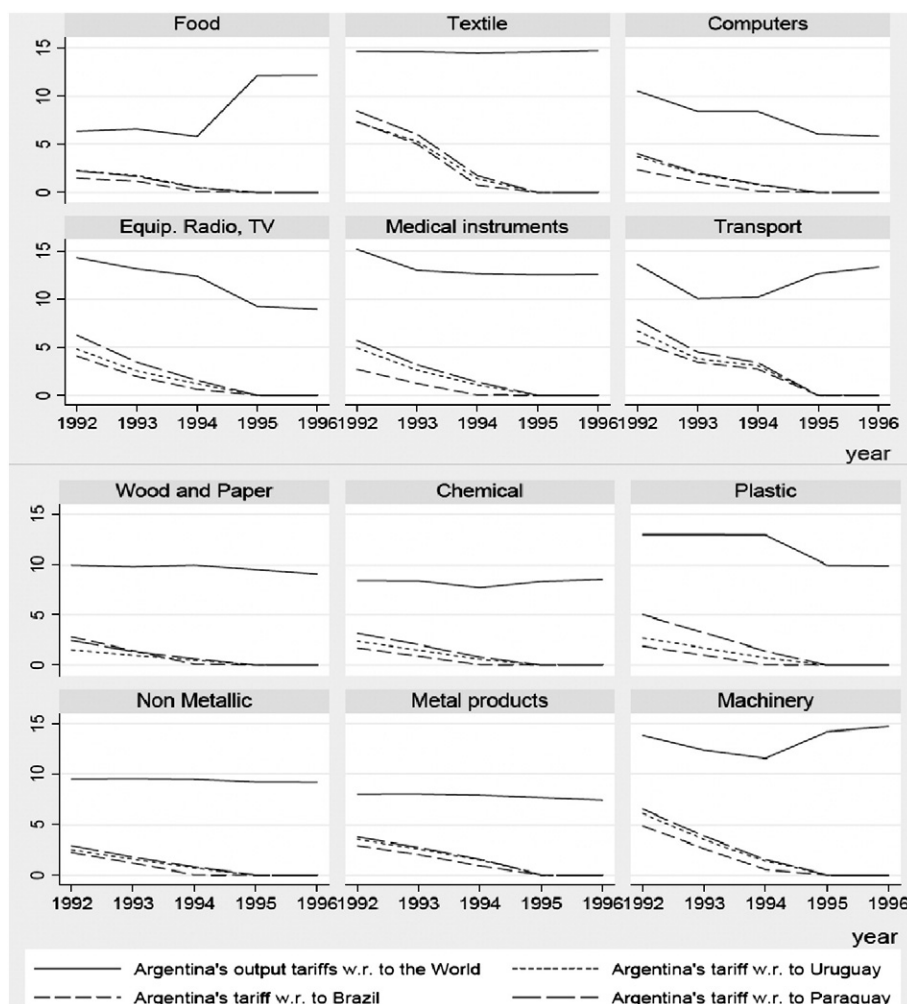 Food Textile Computers
15
10
5
0
Equip. Radio, TV Medical instruments Transport
15
10
5
0
1992 1993 1994 1995 1996 1992 1993 1994 1995 1996 1992 1993 1994 1995 1996
year
Wood and Paper Chemical Plastic
15
10
5
0
Non Metallic Metal products Machinery
15
10
5
0
1992 1993 1994 1995 1996 1992 1993 1994 1995 1996 1992 1993 1994 1995 1996
year
Argentina's output tariffs w.r. to the World Argentina's tariff w.r. to Uruguay
Argentina's tariff w.r. to Brazil Argentina's tariff w.r. to Paraguay